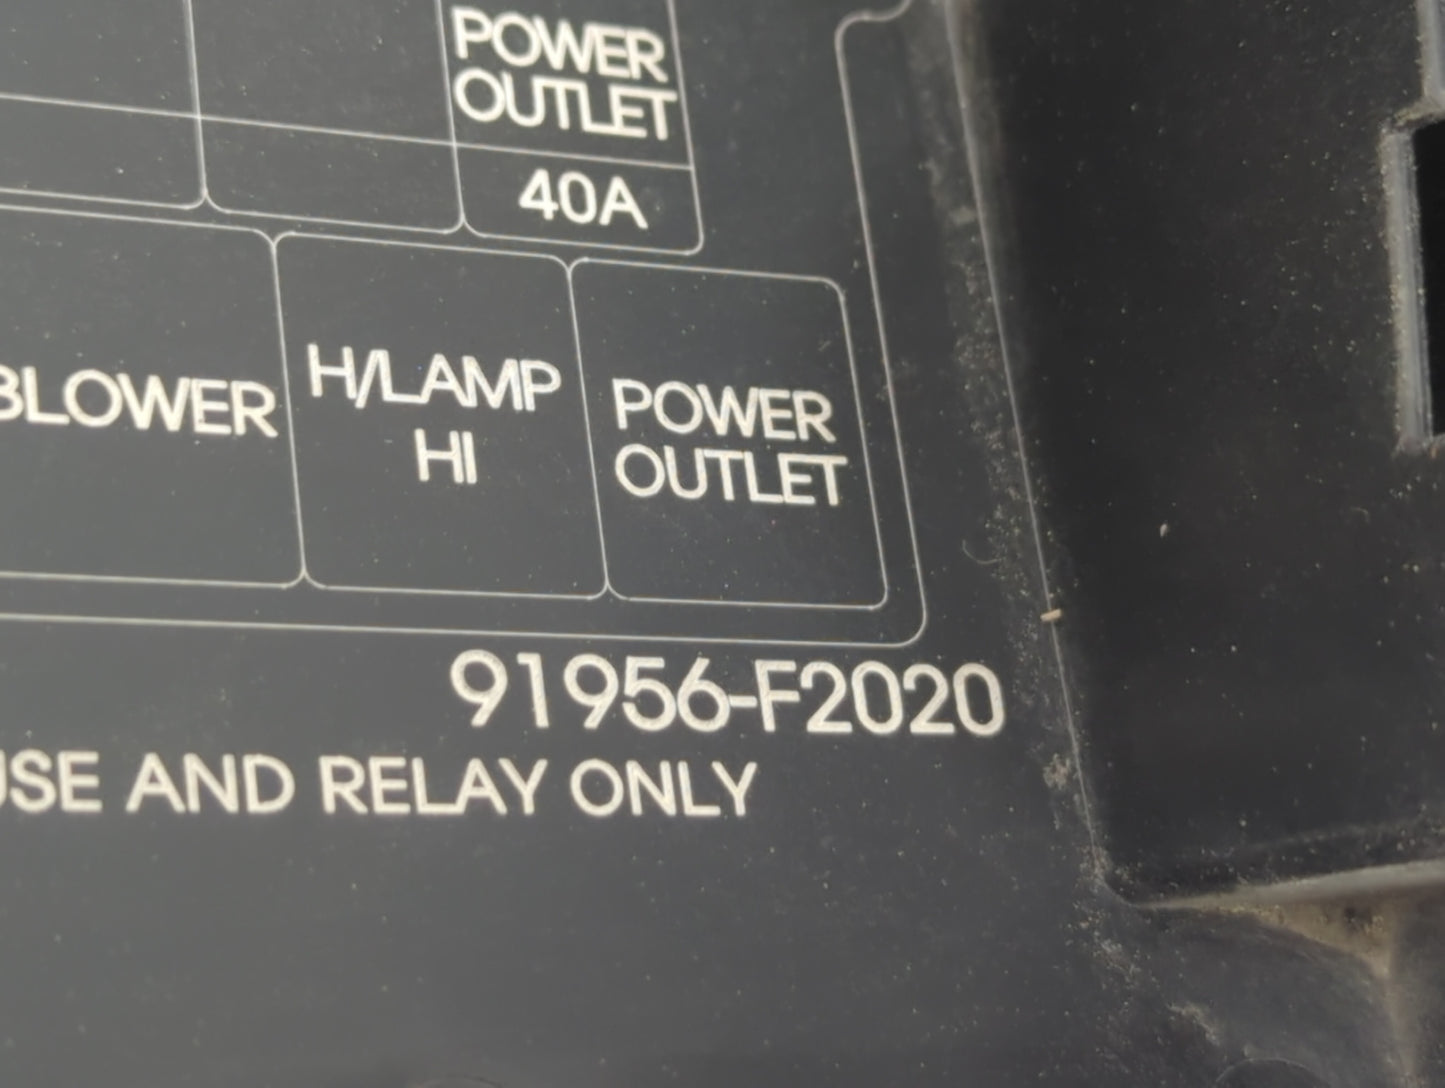 POWER
OUTLET
40A
BLOWER
H/LAMP
HI
POWER
OUTLET
91956-F2020
USE AND RELAY ONLY